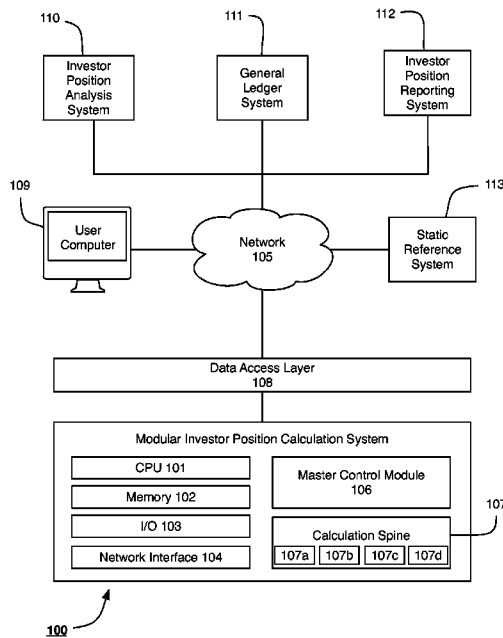 110
111
112
Investor
Position
Analysis
System
General
Ledger
System
Investor
Position
Reporting
System
109
113
User
Computer
Network
105
Static
Reference
System
Data Access Layer
108
Modular Investor Position Calculation System
CPU 101
Memory 102
I/O 103
Network Interface 104
Master Control Module
106
107
Calculation Spine
107a 107b 107c 107d
100